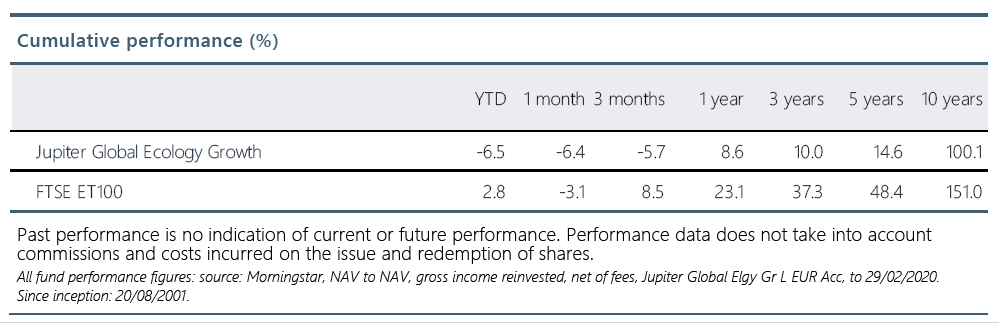 Cumulative performance (%)
YTD 1 month 3 months 1 year 3 years 5 years 10 years
Jupiter Global Ecology Growth -6.5 -6.4 -5.7 8.6 10.0 14.6 100.1
FTSE ET100 2.8 -3.1 8.5 23.1 37.3 48.4 151.0
Past performance is no indication of current or future performance. Performance data does not take into account
commissions and costs incurred on the issue and redemption of shares.
All fund performance figures: source: Morningstar, NAV to NAV, gross income reinvested, net of fees, Jupiter Global Elgy Gr L EUR Acc, to 29/02/2020.
Since inception: 20/08/2001.